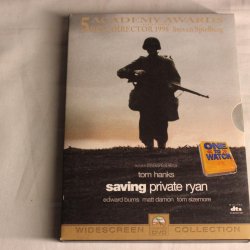 5 ACADEMY AWARDS
DIRECTOR 1998 Steven Spielberg
tom hanks
saving private ryan
edward burns matt damon tom sizemore
ONE
TO
WATCH
dts
WIDESCREEN COLLECTION